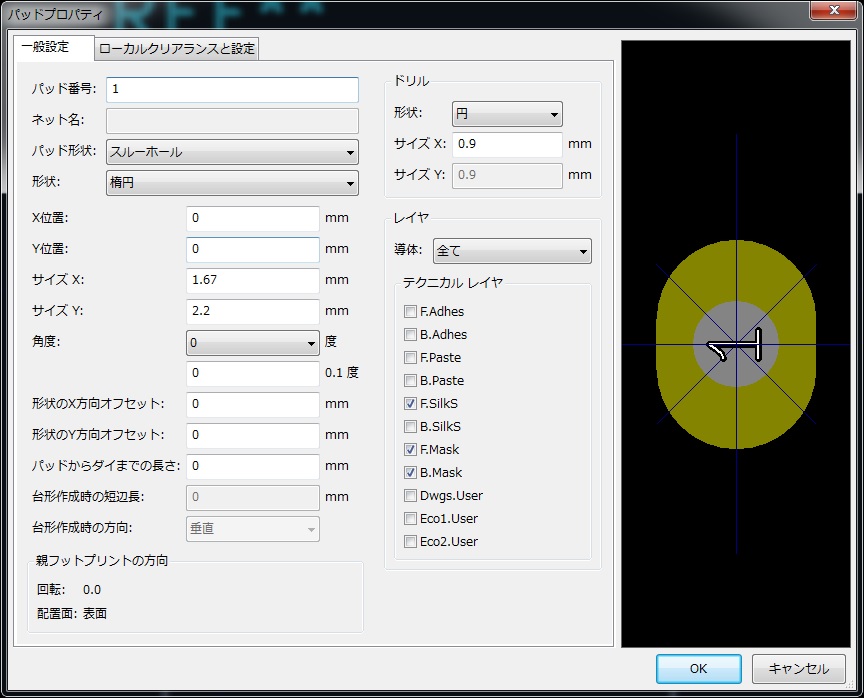 パッドプロパティ
REF**
一般設定
ローカルクリアランスと設定
パッド番号: 1
ネット名:
パッド形状: スルーホール
形状: 楕円
X位置: 0 mm
Y位置: 0 mm
サイズ X: 1.67 mm
サイズ Y: 2.2 mm
角度: 0 度
0 0.1 度
形状のX方向オフセット: 0 mm
形状のY方向オフセット: 0 mm
パッドからダイまでの長さ: 0 mm
台形作成時の短辺長: 0 mm
台形作成時の方向: 垂直
親フットプリントの方向
回転: 0.0
配置面: 表面
ドリル
形状: 円
サイズ X: 0.9 mm
サイズ Y: 0.9 mm
レイヤ
導体: 全て
テクニカル レイヤ
F.Adhes
B.Adhes
F.Paste
B.Paste
F.SilkS
B.SilkS
F.Mask
B.Mask
Dwgs.User
Eco1.User
Eco2.User
1
OK
キャンセル